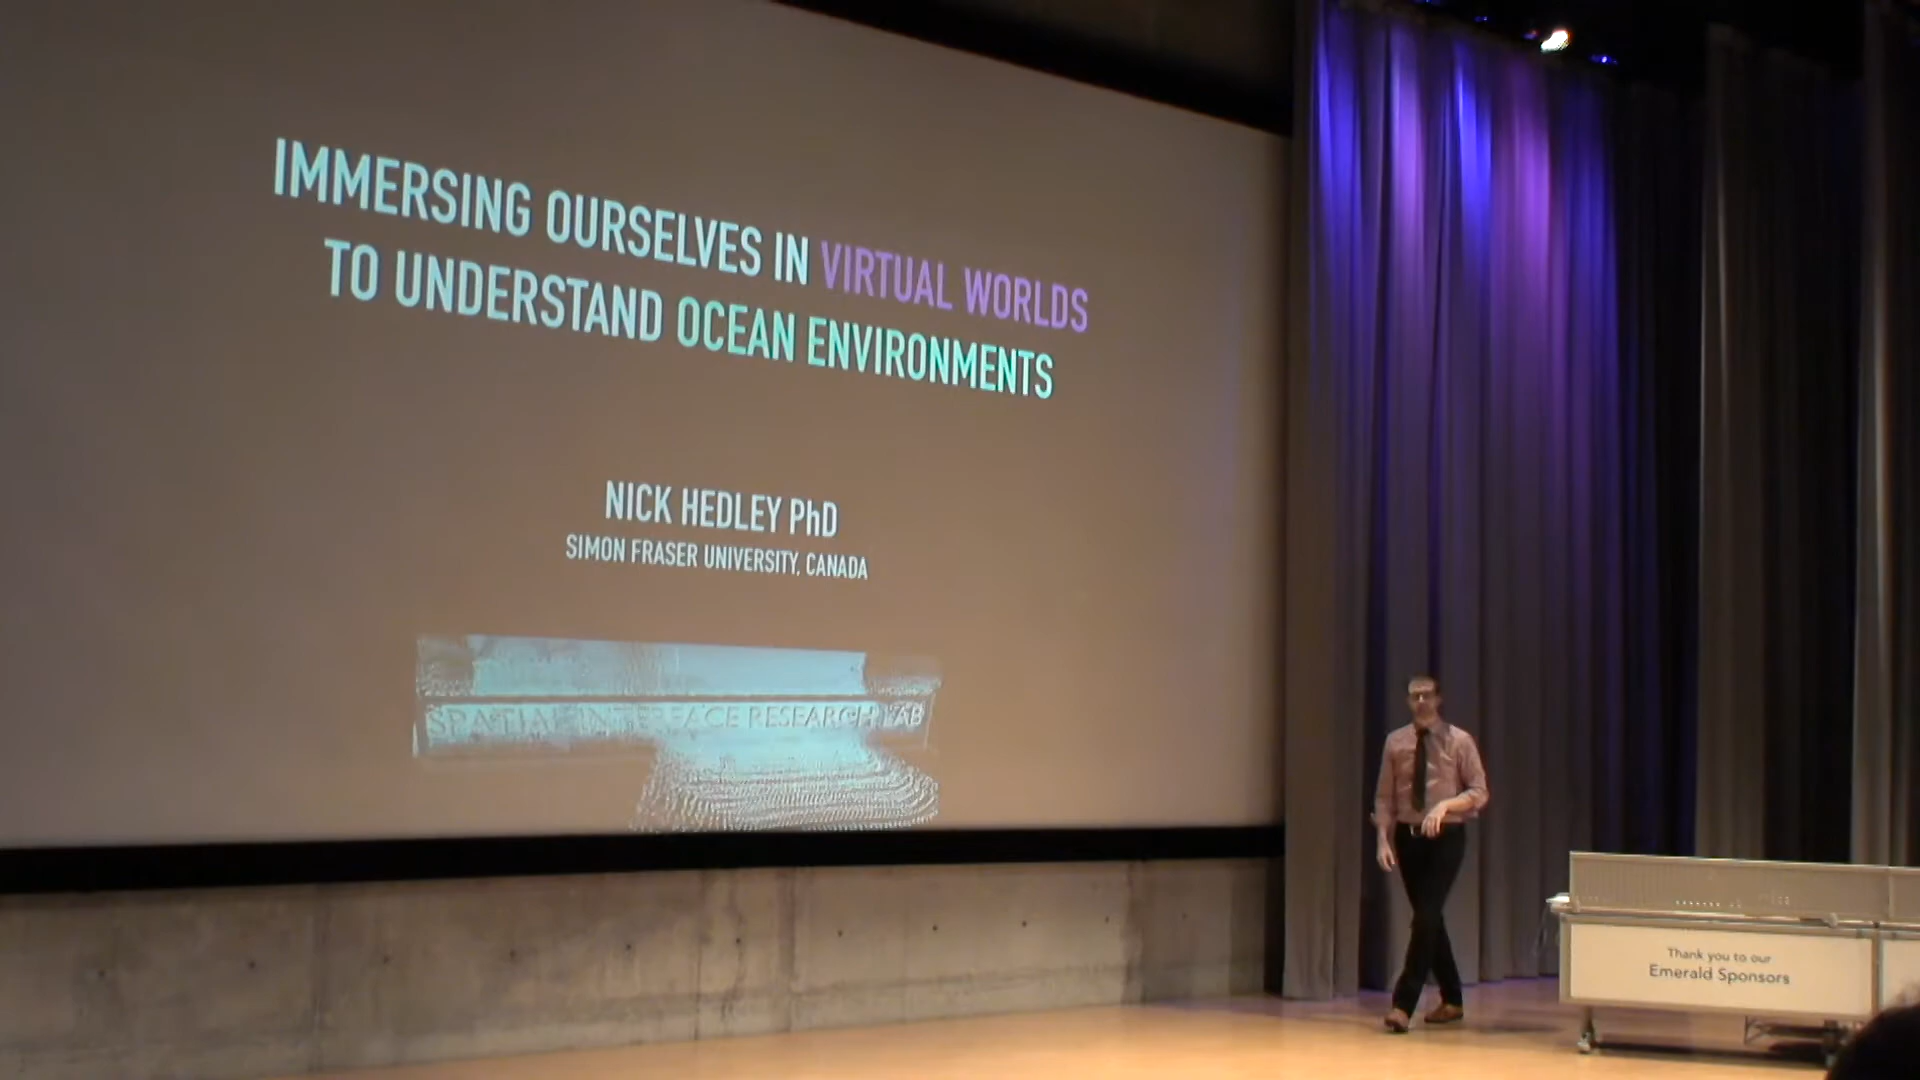 IMMERSING OURSELVES IN VIRTUAL WORLDS
TO UNDERSTAND OCEAN ENVIRONMENTS
NICK HEDLEY PhD
SIMON FRASER UNIVERSITY, CANADA
SPATIAL INTERFACE RESEARCH LAB
Thank you to our
Emerald Sponsors